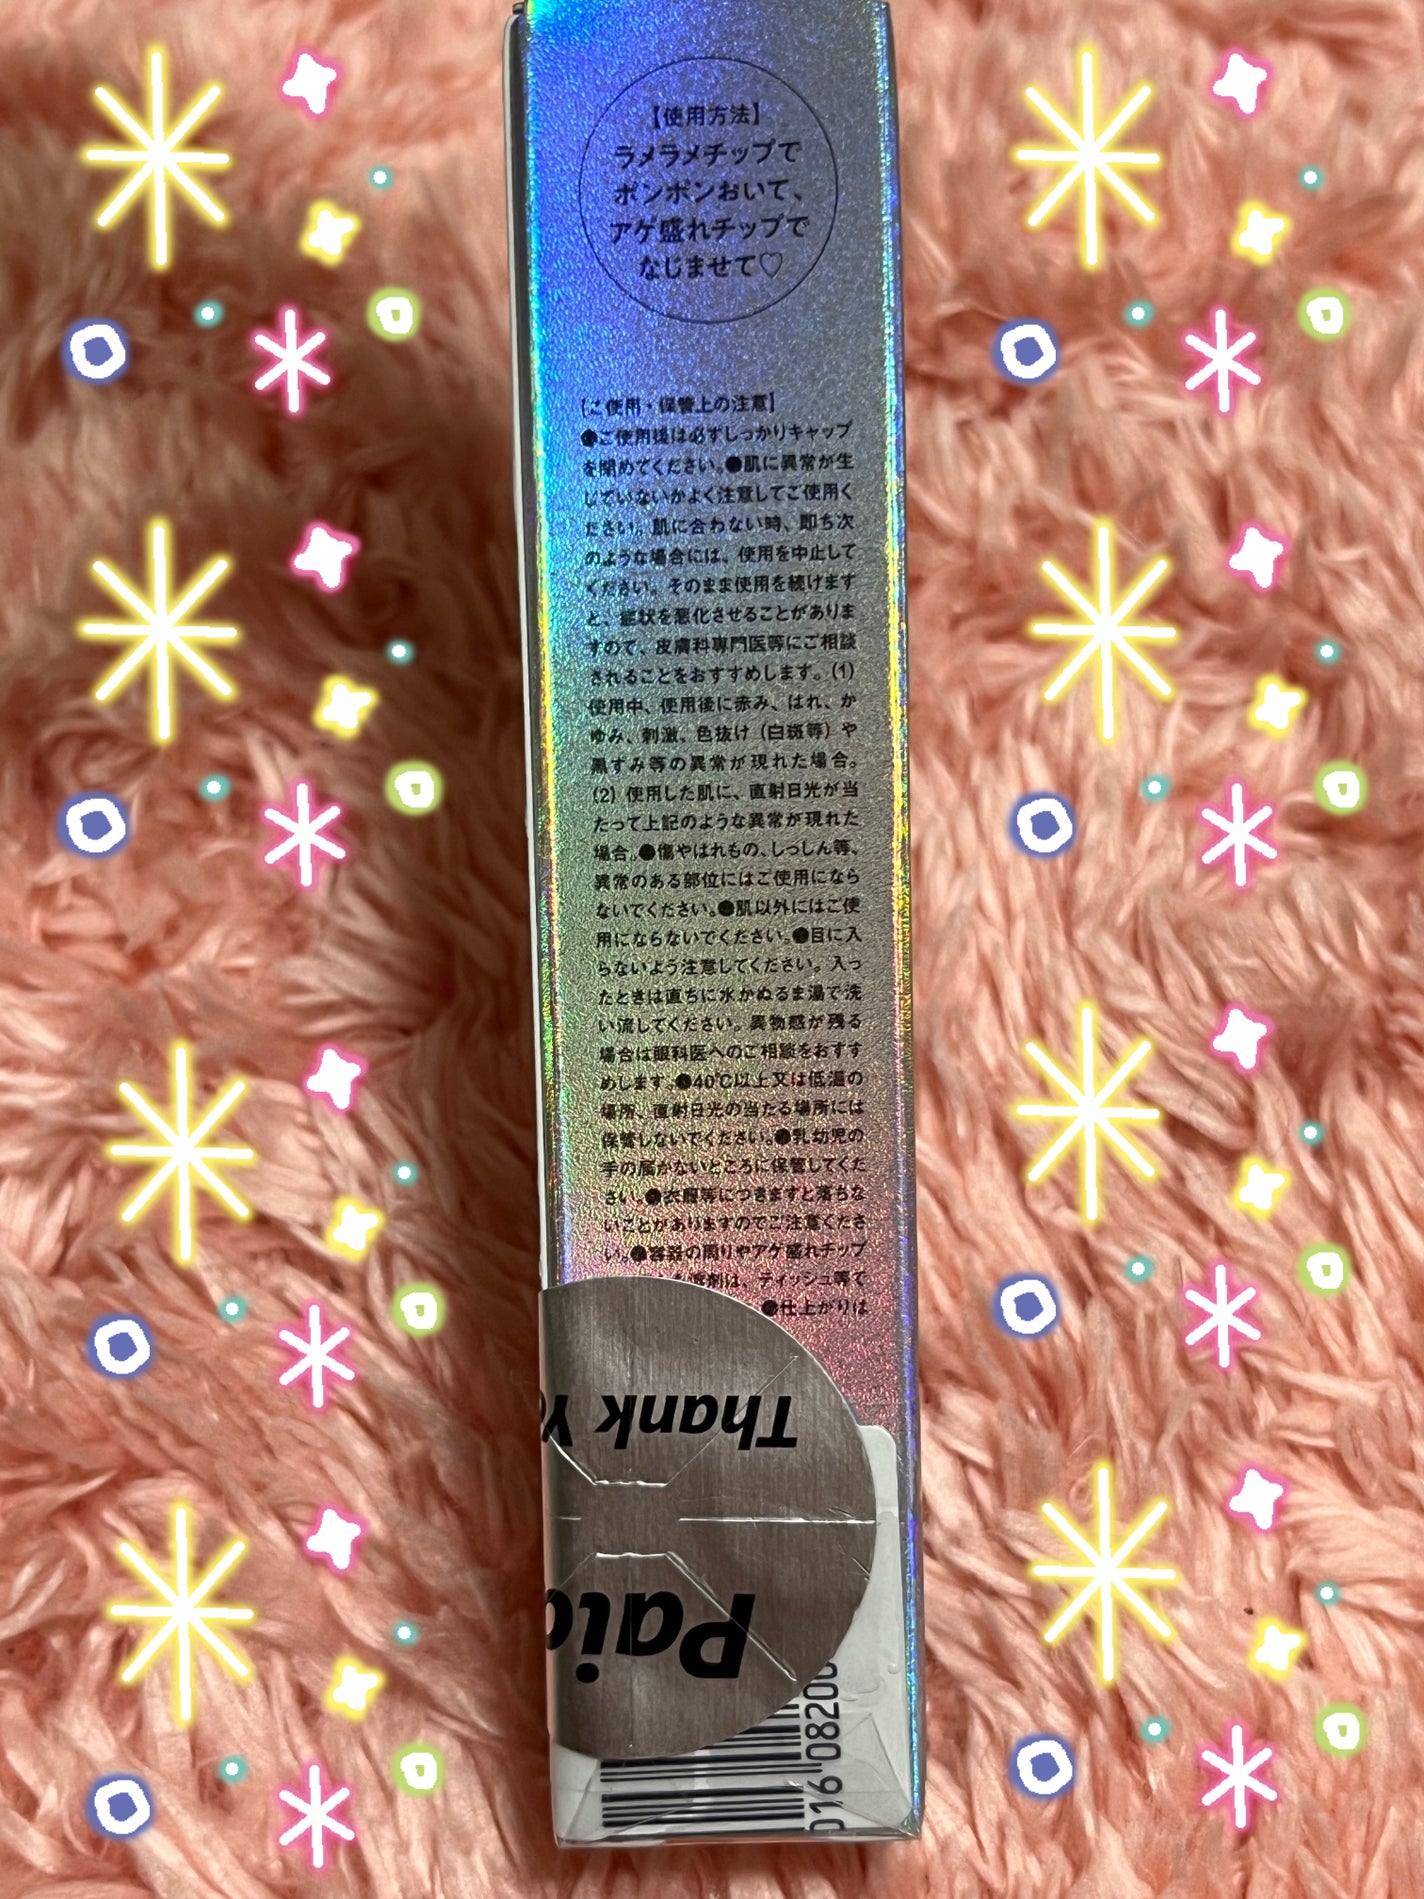 【使用方法】
ラメラメチップで
ポンポンおいて、
アゲ盛れチップで
なじませて♡
【ご使用・保管上の注意】
●ご使用後は必ずしっかりキャップ
を閉めてください。●肌に異常が生
じていないかよく注意してご使用く
ださい。肌に合わない時、即ち次
のような場合には、使用を中止して
ください。そのまま使用を続けます
と、症状を悪化させることがありま
すので、皮膚科専門医等にご相談
されることをおすすめします。(1)
使用中、使用後に赤み、はれ、か
ゆみ、刺激、色抜け（白斑等）や
黒ずみ等の異常が現れた場合。
(2) 使用した肌に、直射日光が当
たって上記のような異常が現れた
場合。●傷やはれもの、しっしん等、
異常のある部位にはご使用になら
ないでください。●肌以外にはご使
用にならないでください。●目に入
らないよう注意してください。入っ
たときは直ちに水かぬるま湯で洗
い流してください。異物感が残る
場合は眼科医へのご相談をおすす
めします。●40℃以上又は低温の
場所、直射日光の当たる場所には
保管しないでください。●乳幼児の
手の届かないところに保管してくだ
さい。●衣服等につきますと落ちな
いことがありますのでご注意くださ
い。●容器の周りやアゲ盛れチップ
溶剤は、ティッシュ等で
●仕上がりは
Thank
Paid
016 08200